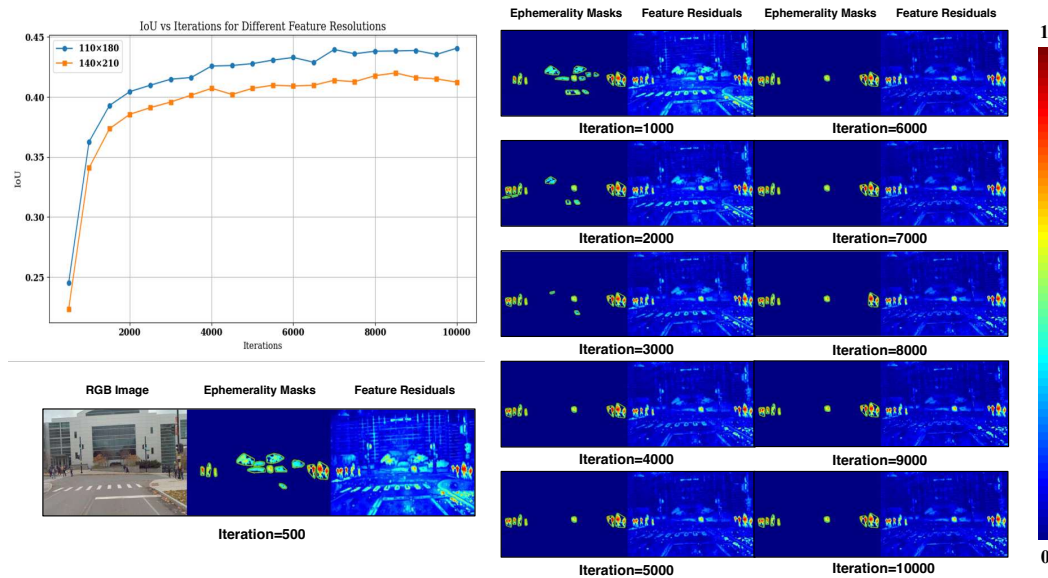 IoU vs Iterations for Different Feature Resolutions
110×180
140×210
0.45
0.40
0.35
0.30
0.25
IoU
2000 4000 6000 8000 10000
Iterations
RGB Image Ephemerality Masks Feature Residuals
Iteration=500
Ephemerality Masks Feature Residuals Ephemerality Masks Feature Residuals
Iteration=1000 Iteration=6000
Iteration=2000 Iteration=7000
Iteration=3000 Iteration=8000
Iteration=4000 Iteration=9000
Iteration=5000 Iteration=10000
1
0